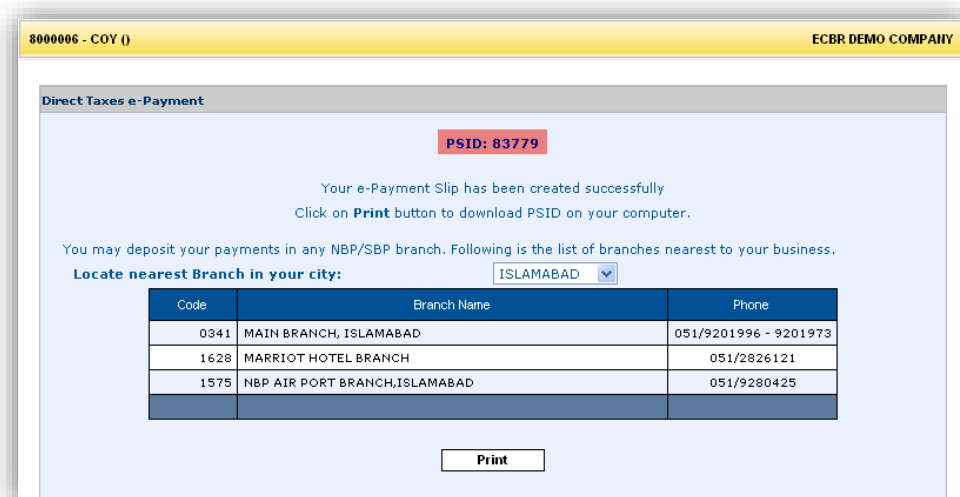 8000006 - COY () ECBR DEMO COMPANY
Direct Taxes e-Payment
PSID: 83779
Your e-Payment Slip has been created successfully
Click on Print button to download PSID on your computer.
You may deposit your payments in any NBP/SBP branch. Following is the list of branches nearest to your business.
Locate nearest Branch in your city: ISLAMABAD
Code Branch Name Phone
0341 MAIN BRANCH, ISLAMABAD 051/9201996 - 9201973
1628 MARRIOT HOTEL BRANCH 051/2826121
1575 NBP AIR PORT BRANCH,ISLAMABAD 051/9280425
Print